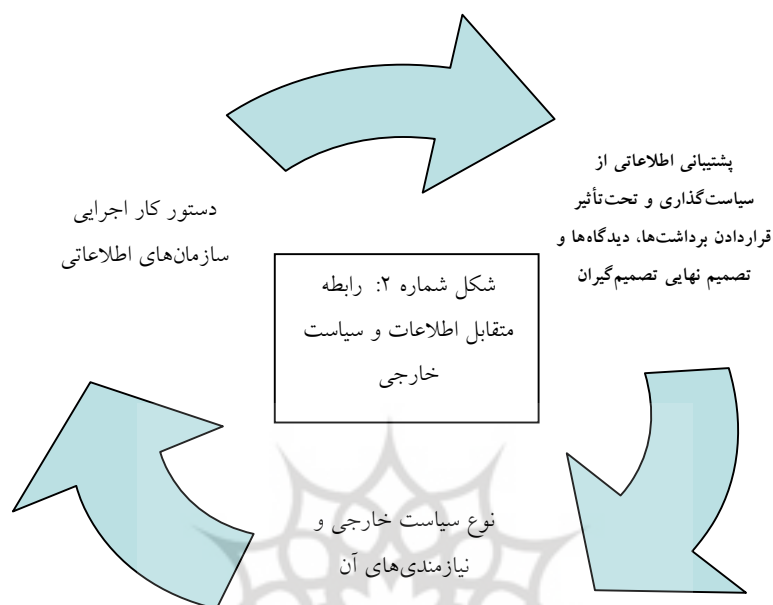 پشتیبانی اطلاعاتی از
سیاست‌گذاری و تحت‌تأثیر
قراردادن برداشت‌ها، دیدگاه‌ها و
تصمیم نهایی تصمیم‌گیران
دستور کار اجرایی
سازمان‌های اطلاعاتی
شکل شماره ۲: رابطه
متقابل اطلاعات و سیاست
خارجی
نوع سیاست خارجی و
نیازمندی‌های آن